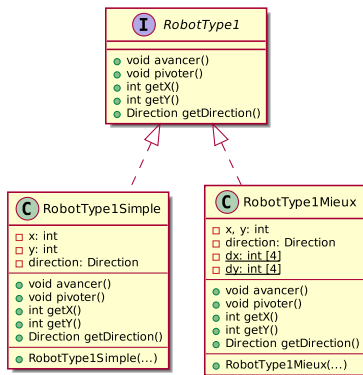 I RobotType1
void avancer()
void pivoter()
int getX()
int getY()
Direction getDirection()
C RobotType1Simple
x: int
y: int
direction: Direction
void avancer()
void pivoter()
int getX()
int getY()
Direction getDirection()
RobotType1Simple(...)
C RobotType1Mieux
x, y: int
direction: Direction
dx: int [4]
dy: int [4]
void avancer()
void pivoter()
int getX()
int getY()
Direction getDirection()
RobotType1Mieux(...)